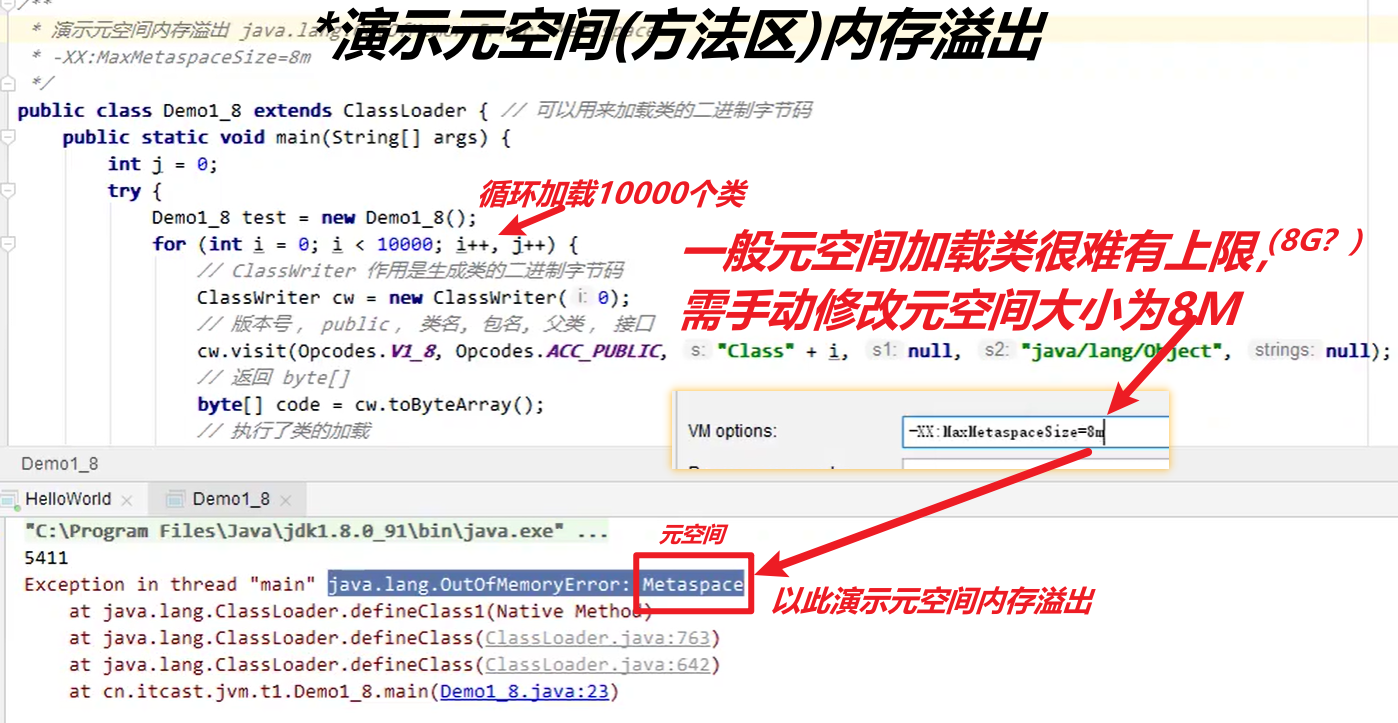 /**
*演示元空间(方法区)内存溢出
* 演示元空间内存溢出 java.lang
space
* -XX:MaxMetaspaceSize=8m
*/
public class Demo1_8 extends ClassLoader { // 可以用来加载类的二进制字节码
public static void main(String[] args) {
int j = 0;
try {
循环加载10000个类
Demo1_8 test = new Demo1_8();
for (int i = 0; i < 10000; i++, j++) {
一般元空间加载类很难有上限,(8G? )
需手动修改元空间大小为8M
// ClassWriter 作用是生成类的二进制字节码
ClassWriter cw = new ClassWriter( i: 0);
// 版本号, public, 类名, 包名, 父类, 接口
cw.visit(Opcodes.V1_8, Opcodes.ACC_PUBLIC, s: "Class" + i, s1: null, s2: "java/lang/Object", strings: null);
// 返回 byte[]
byte[] code = cw.toByteArray();
// 执行了类的加载
VM options:
-XX:MaxMetaspaceSize=8m
Demo1_8
HelloWorld × Demo1_8 ×
"C:\Program Files\Java\jdk1.8.0_91\bin\java.exe" ...
5411
元空间
Exception in thread "main" java.lang.OutOfMemoryError: Metaspace
以此演示元空间内存溢出
at java.lang.ClassLoader.defineClass1(Native Method)
at java.lang.ClassLoader.defineClass(ClassLoader.java:763)
at java.lang.ClassLoader.defineClass(ClassLoader.java:642)
at cn.itcast.jvm.t1.Demo1_8.main(Demo1_8.java:23)